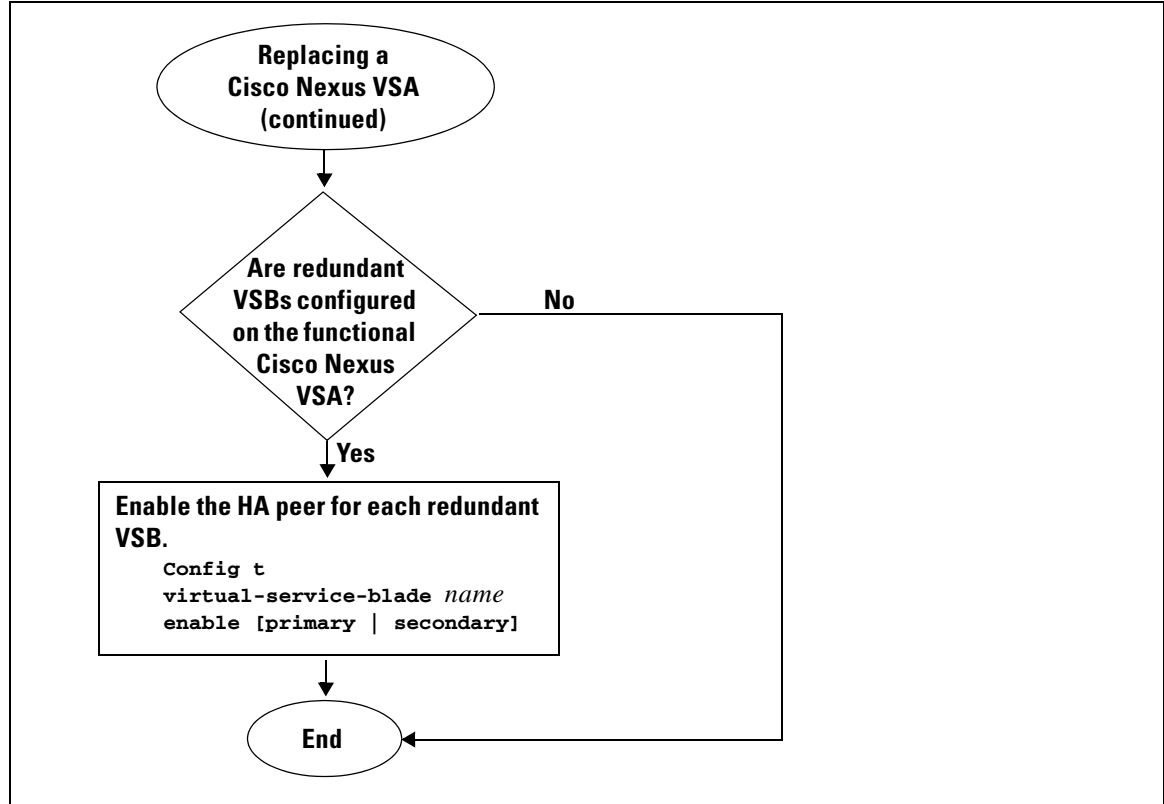 Replacing a
Cisco Nexus VSA
(continued)
Are redundant
VSBs configured
on the functional
Cisco Nexus
VSA?
No
Yes
Enable the HA peer for each redundant
VSB.
Config t
virtual-service-blade name
enable [primary | secondary]
End